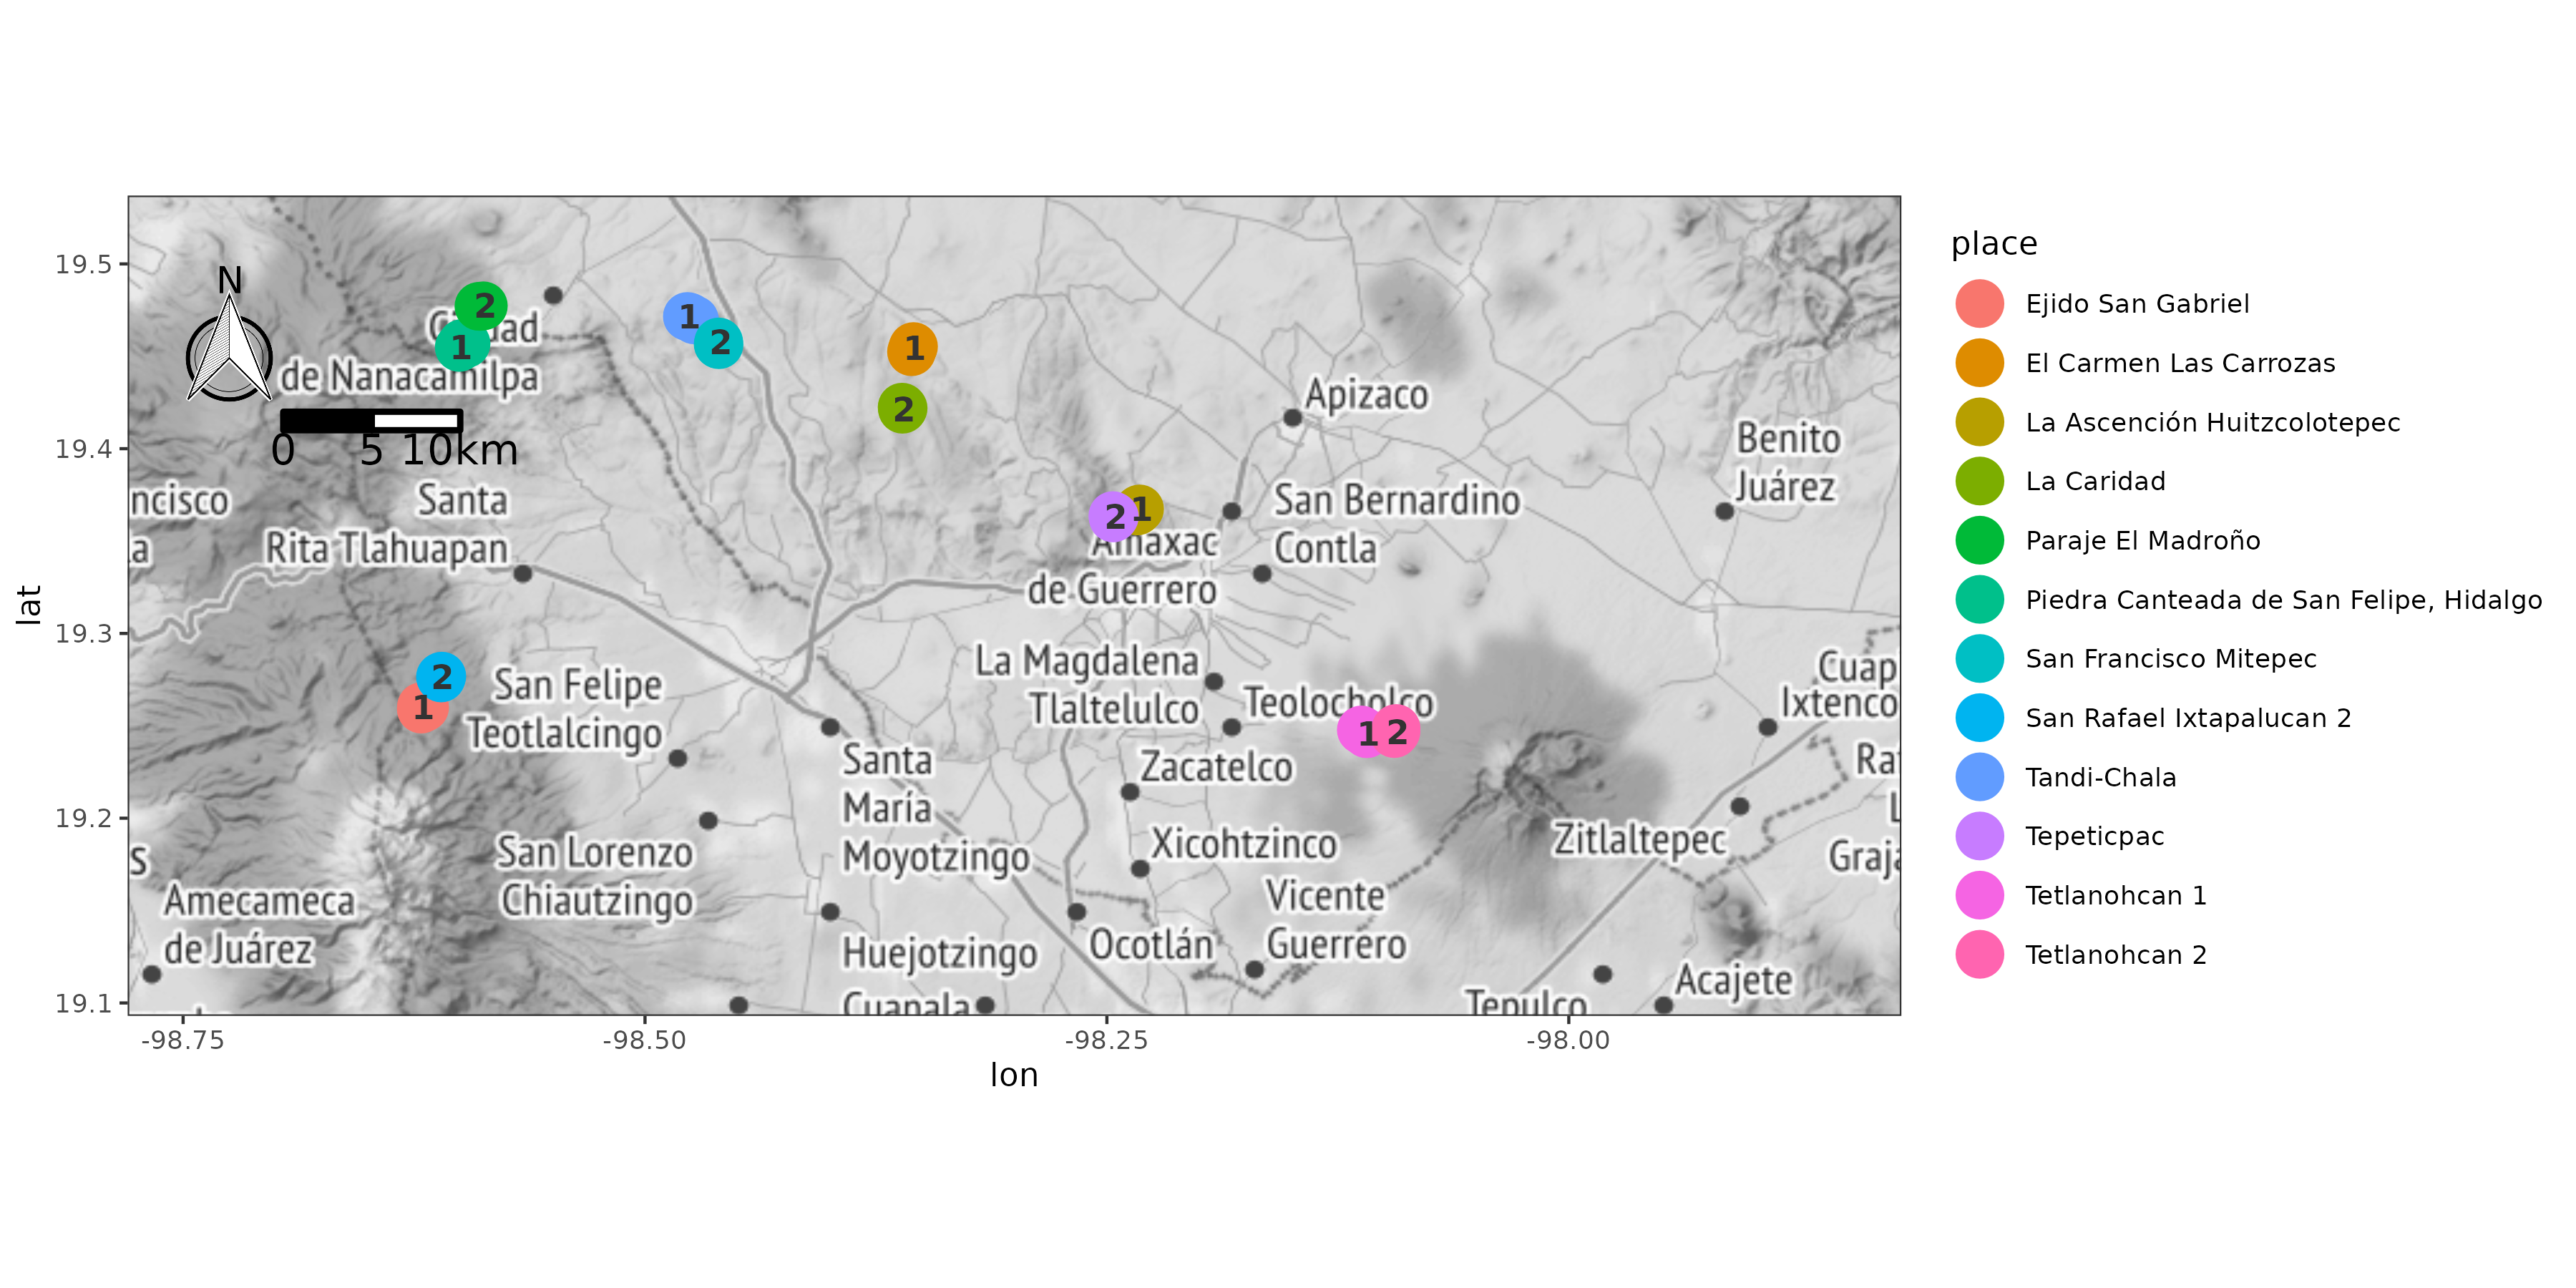 N
0 5 10km
19.5
19.4
19.3
19.2
19.1
lat
-98.75
-98.50
-98.25
-98.00
lon
de Nanacamilpa
Apizaco
Benito
Juárez
ncisco
a
Santa
Rita Tlahuapan
San Bernardino
Contla
Amaxac
de Guerrero
La Magdalena
Tlaltelulco
Teolocholco
San Felipe
Teotlalcingo
Cuap
Ixtenco
Santa
María
Moyotzingo
Zacatelco
Xicohtzinco
Zitlaltepec
Graja
s
San Lorenzo
Chiautzingo
Amecameca
de Juárez
Vicente
Guerrero
Ocotlán
Huejotzingo
Cuapala
Tepulco
Acajete
2
1
1
2
1
2
2
1
2
1
1
2
place
Ejido San Gabriel
El Carmen Las Carrozas
La Ascención Huitzcolotepec
La Caridad
Paraje El Madroño
Piedra Canteada de San Felipe, Hidalgo
San Francisco Mitepec
San Rafael Ixtapalucan 2
Tandi-Chala
Tepeticpac
Tetlanohcan 1
Tetlanohcan 2